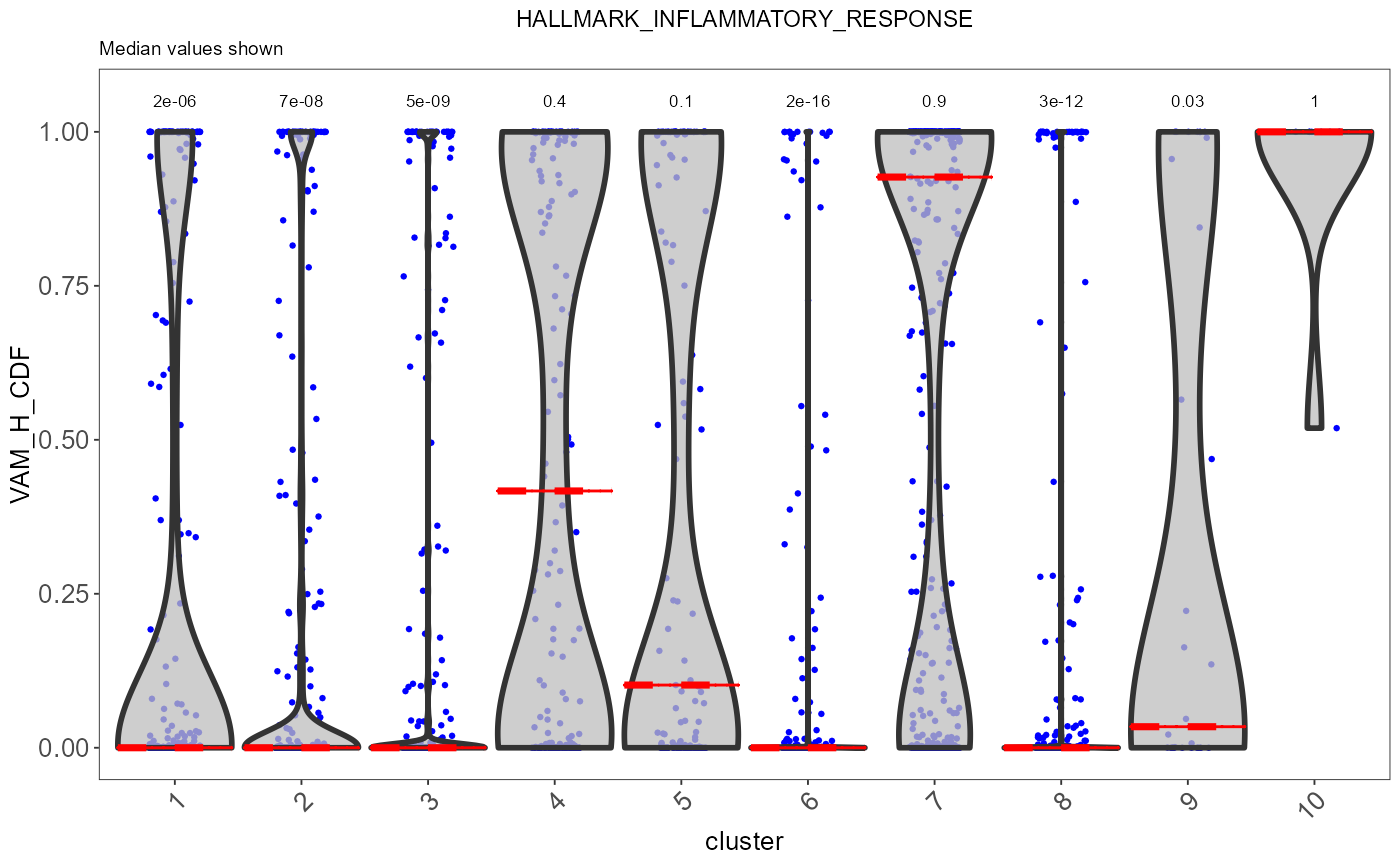 HALLMARK_INFLAMMATORY_RESPONSE
Median values shown
2e-06 7e-08 5e-09 0.4 0.1 2e-16 0.9 3e-12 0.03 1
1.00
0.75
0.50
0.25
0.00
VAM_H_CDF
1 2 3 4 5 6 7 8 9 10
cluster